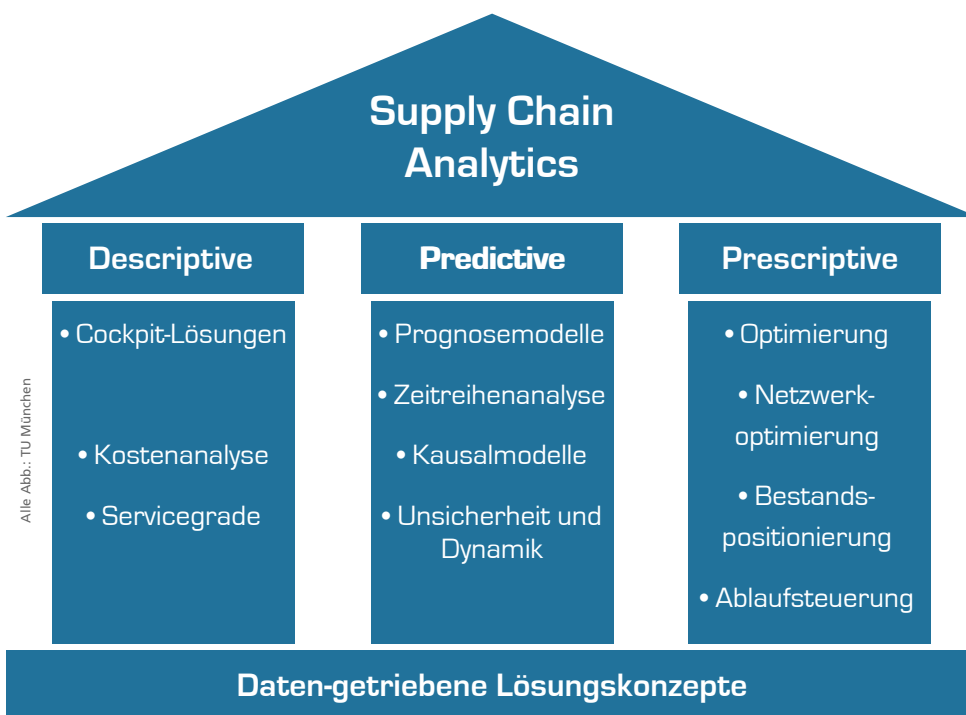 Supply Chain
Analytics
Descriptive
Predictive
Prescriptive
• Cockpit-Lösungen
• Kostenanalyse
• Servicegrade
• Prognosemodelle
• Zeitreihenanalyse
• Kausalmodelle
• Unsicherheit und
Dynamik
• Optimierung
• Netzwerk-
optimierung
• Bestands-
positionierung
• Ablaufsteuerung
Daten-getriebene Lösungskonzepte
Alle Abb.: TU München